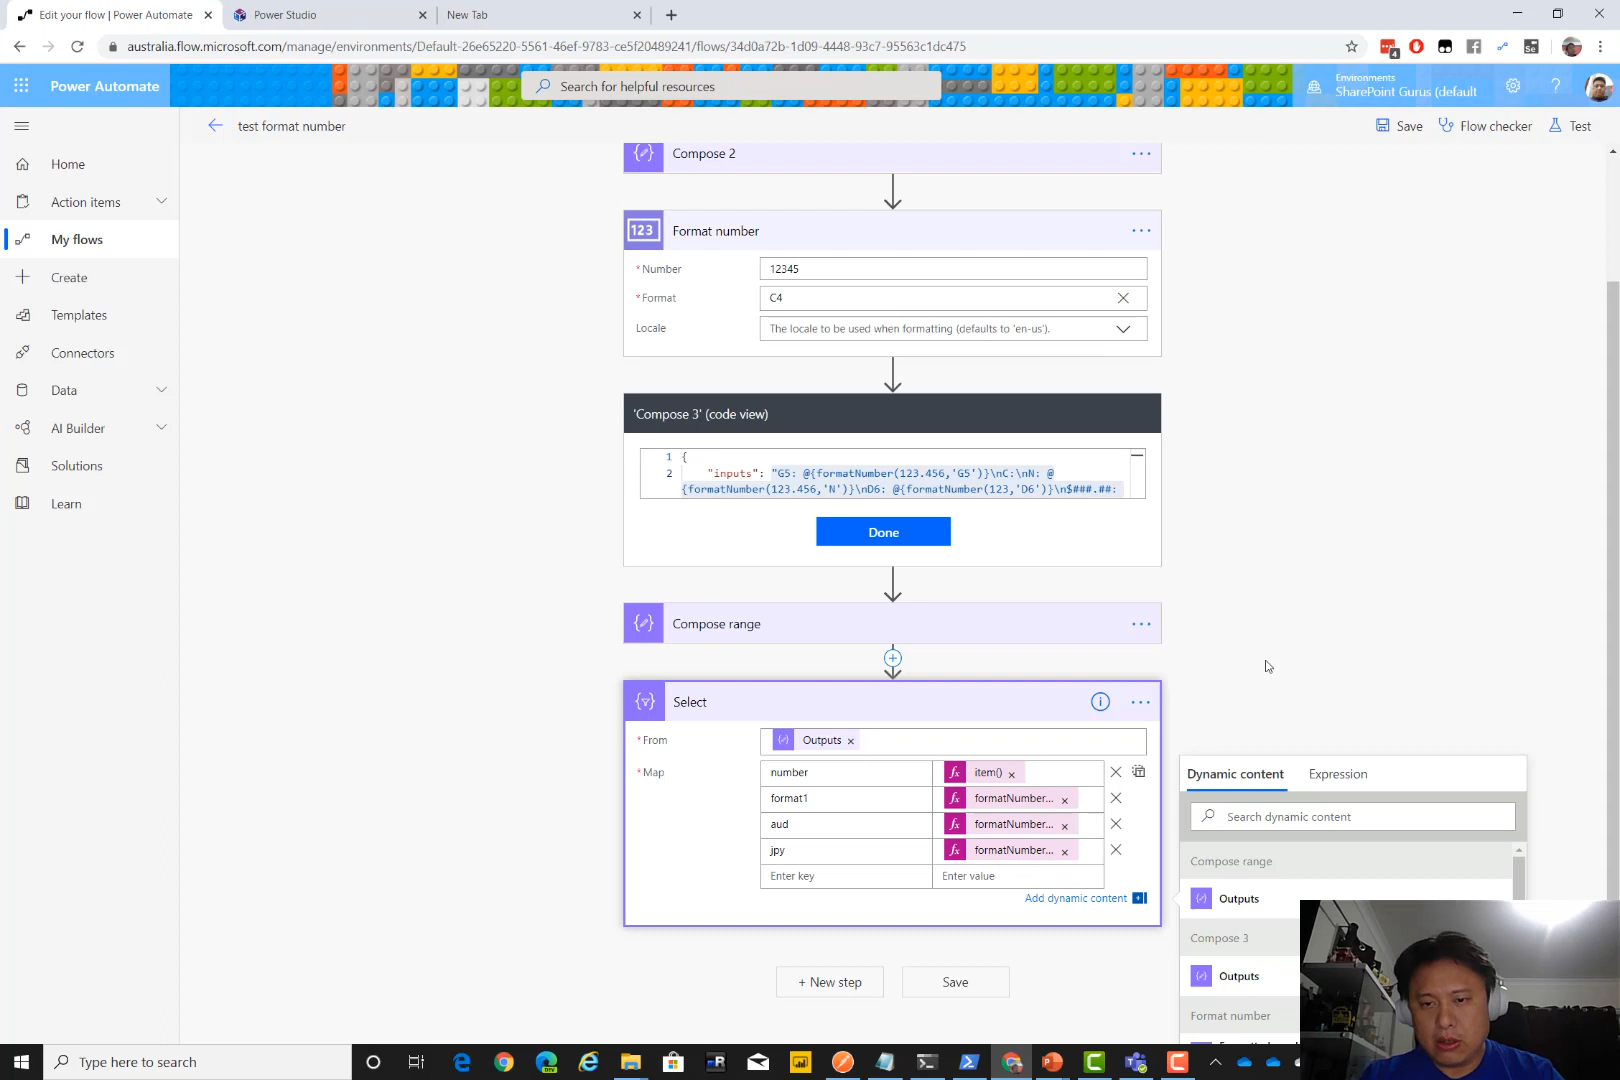 Edit your flow | Power Automate
Power Studio
New Tab
australia.flow.microsoft.com/manage/environments/Default-26e65220-5561-46ef-9783-ce5f20489241/flows/34d0a72b-1d09-4448-93c7-95563c1dc475
4
Power Automate
Search for helpful resources
Environments
SharePoint Gurus (default
test format number
Save
Flow checker
Test
Home
Action items
My flows
Create
Templates
Connectors
Data
AI Builder
Solutions
Learn
Compose 2
123
Format number
* Number
12345
* Format
C4
Locale
The locale to be used when formatting (defaults to 'en-us').
'Compose 3' (code view)
1 {
2 "inputs": "G5: @{formatNumber(123.456,'G5')}\nC:\nN: @
{formatNumber(123.456,'N')}\nD6: @{formatNumber(123,'D6')}\n$###.##:
Done
Compose range
Select
* From
Outputs
* Map
number
item()
format1
formatNumber...
aud
formatNumber...
jpy
formatNumber...
Enter key
Enter value
Add dynamic content
+ New step
Save
Dynamic content
Expression
Search dynamic content
Compose range
Outputs
Compose 3
Outputs
Format number
Type here to search